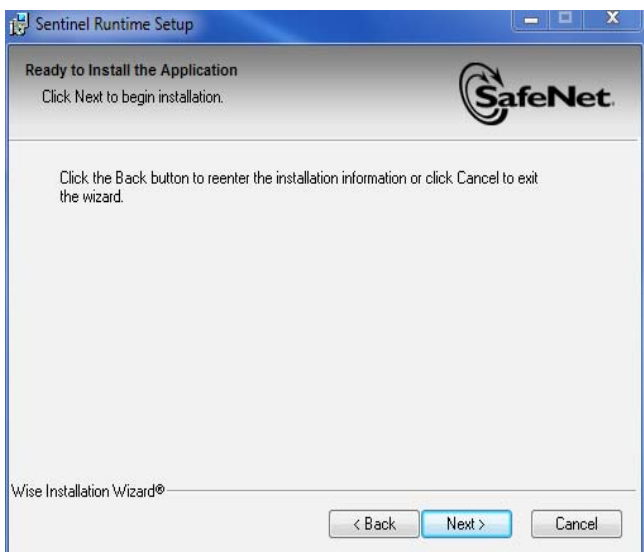 Sentinel Runtime Setup
Ready to Install the Application
Click Next to begin installation.
SafeNet.
Click the Back button to reenter the installation information or click Cancel to exit
the wizard.
Wise Installation Wizard®
< Back Next > Cancel